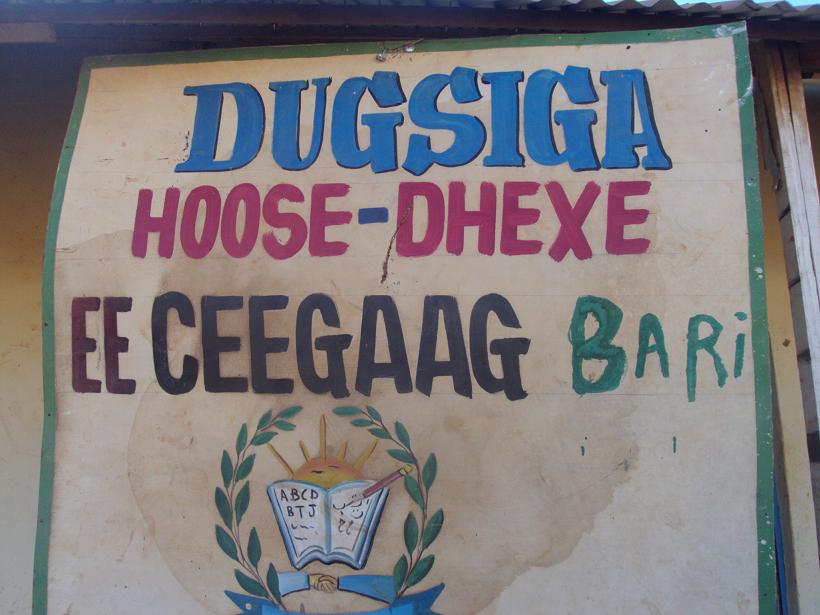 DUGSIGA
HOOSE-DHEXE
EE CEEGAAG BARi
ABCD
BTJ